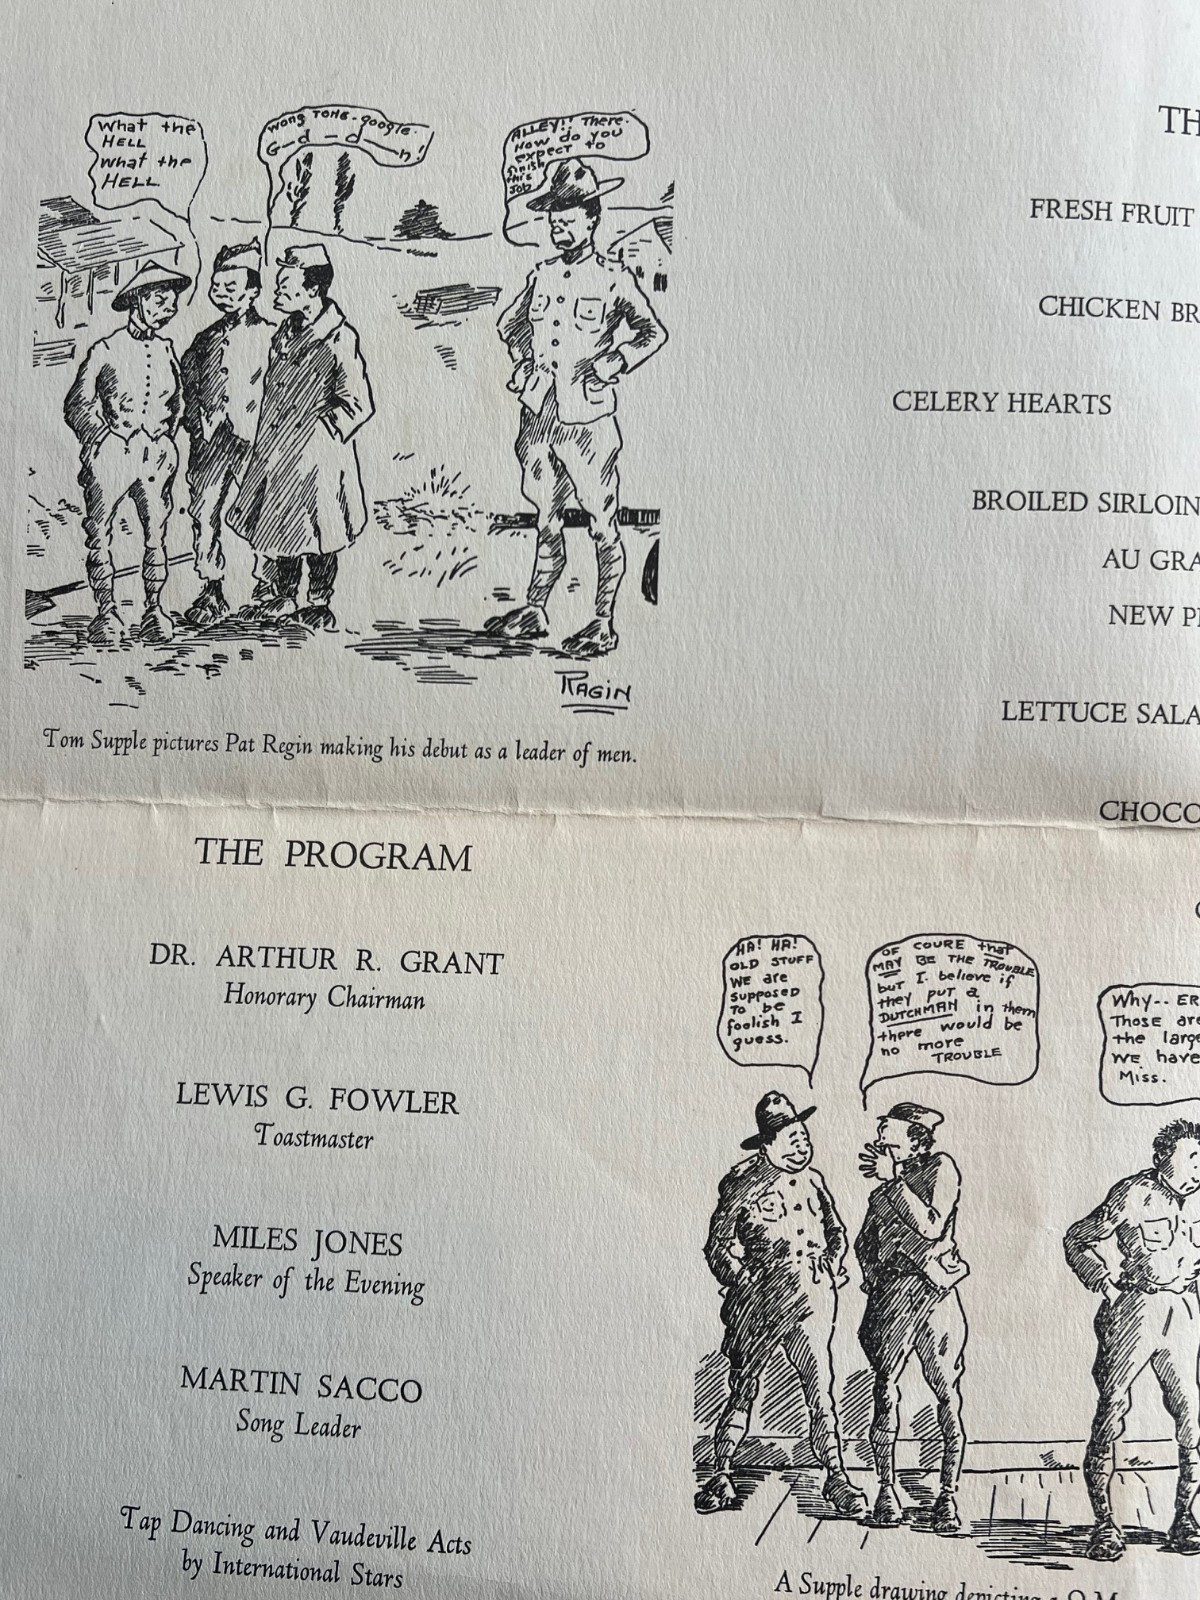 What the
HELL
What the
HELL
Wong TONG-google.
G—d — d——n!
ALLEY!! There.
How do you
expect to
finish
this
Job
RAGIN
Tom Supple pictures Pat Regin making his debut as a leader of men.
TH
FRESH FRUIT
CHICKEN BR
CELERY HEARTS
BROILED SIRLOIN
AU GRA
NEW P
LETTUCE SALA
CHOCO
THE PROGRAM
DR. ARTHUR R. GRANT
Honorary Chairman
LEWIS G. FOWLER
Toastmaster
MILES JONES
Speaker of the Evening
MARTIN SACCO
Song Leader
Tap Dancing and Vaudeville Acts
by International Stars
HA! HA!
OLD STUFF
WE are
supposed
To be
foolish I
guess.
OF COURE that
MAY BE THE TROUBLE
but I believe if
they put a
DUTCHMAN in them
there would be
no more
TROUBLE
Why-- ER
Those are
the large
WE have
Miss.
A Supple drawing depicting a Q.M.